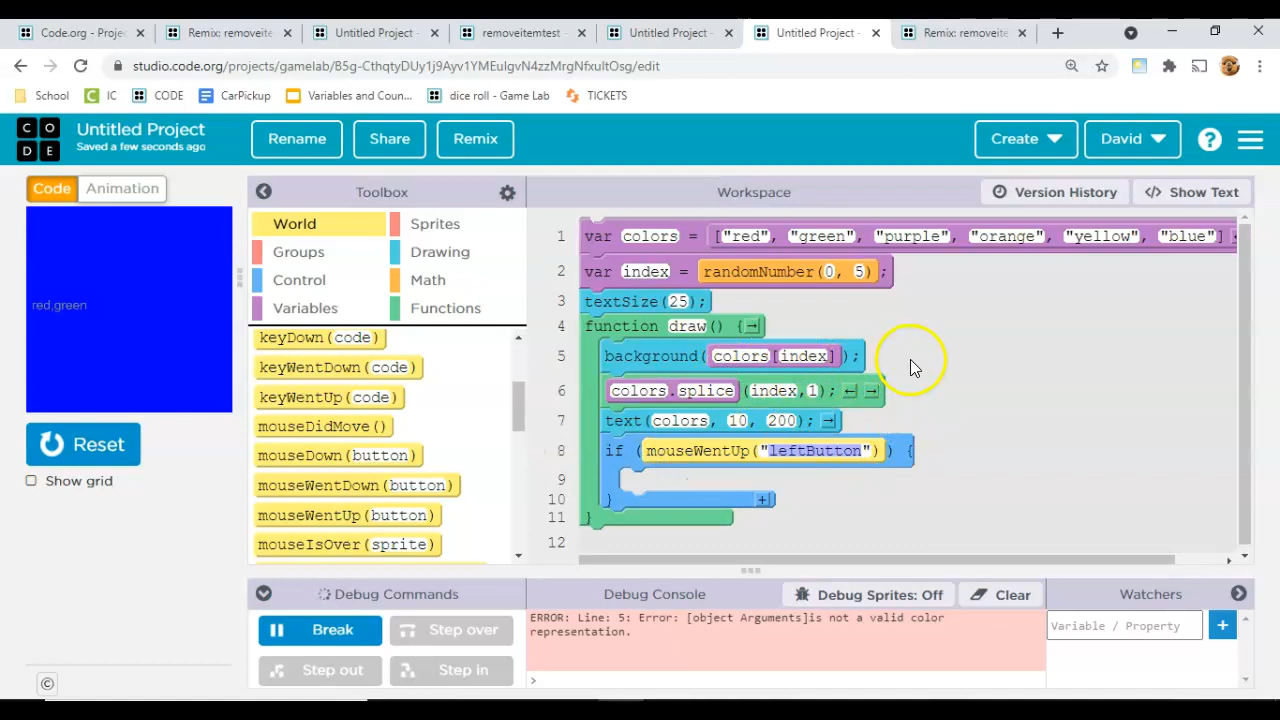 Code.org - Proje
Remix: removeite
Untitled Project -
removeitemtest -
Untitled Project -
Untitled Project -
Remix: removeite
studio.code.org/projects/gamelab/B5g-CthqtyDUy1j9Ayv1YMEuIgvN4zzMrgNfxultOsg/edit
School
IC
CODE
CarPickup
Variables and Coun...
dice roll - Game Lab
TICKETS
C O
D E
Untitled Project
Saved a few seconds ago
Rename
Share
Remix
Create
David
?
Code
Animation
Toolbox
Workspace
Version History
</> Show Text
World
Sprites
Groups
Drawing
Control
Math
Variables
Functions
keyDown(code)
keyWentDown(code)
keyWentUp(code)
mouseDidMove()
mouseDown(button)
mouseWentDown(button)
mouseWentUp(button)
mouseIsOver(sprite)
red,green
Reset
Show grid
1 var colors = ["red", "green", "purple", "orange", "yellow", "blue"]
2 var index = randomNumber(0, 5);
3 textSize(25);
4 function draw() {
5 background(colors[index]);
6 colors.splice(index,1);
7 text(colors, 10, 200);
8 if (mouseWentUp("leftButton")) {
9
10 }
11 }
12
Debug Commands
Debug Console
Debug Sprites: Off
Clear
Watchers
Break
Step over
Step out
Step in
ERROR: Line: 5: Error: [object Arguments]is not a valid color
representation.
>
Variable / Property
+
©